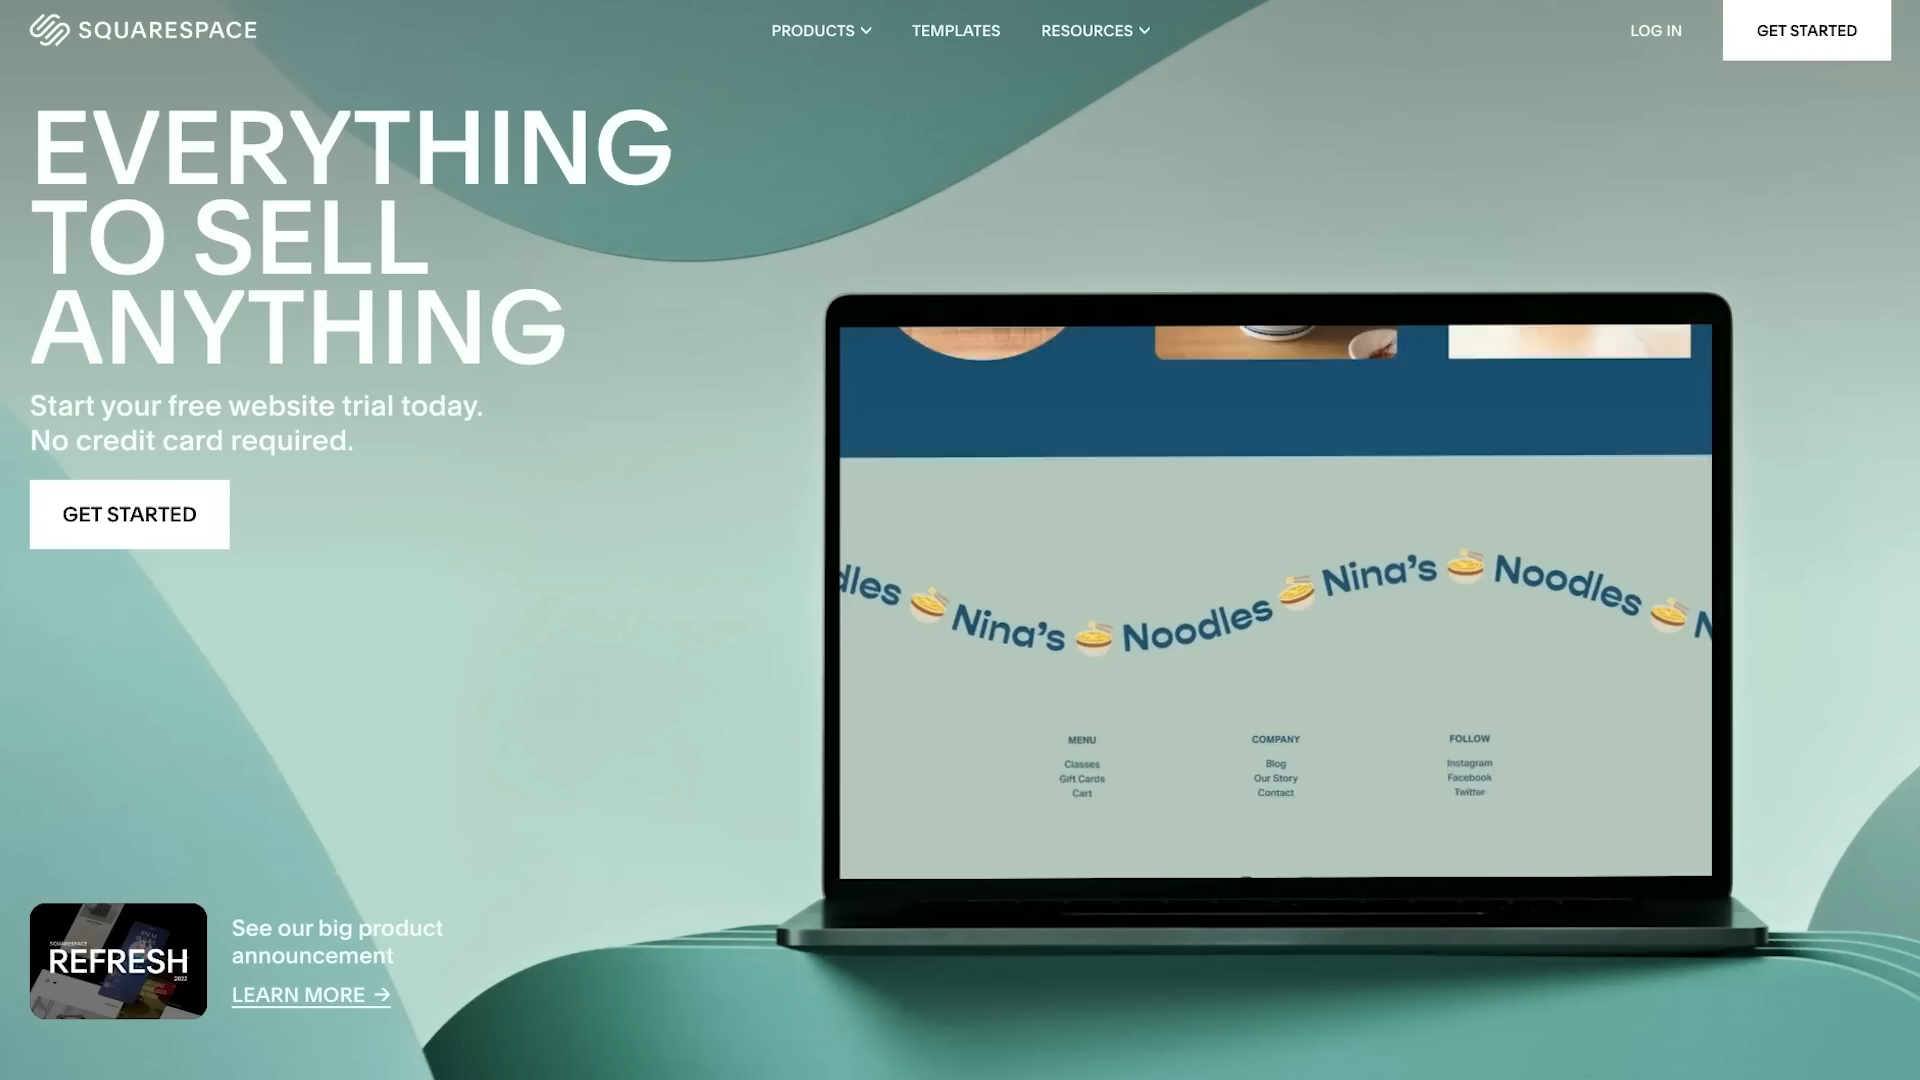 SQUARESPACE
PRODUCTS
TEMPLATES
RESOURCES
LOG IN
GET STARTED
EVERYTHING
TO SELL
ANYTHING
Start your free website trial today.
No credit card required.
GET STARTED
dles Nina's Noodles Nina's Noodles N
MENU
Classes
Gift Cards
Cart
COMPANY
Blog
Our Story
Contact
FOLLOW
Instagram
Facebook
Twitter
SQUARESPACE
REFRESH
2022
See our big product
announcement
LEARN MORE →